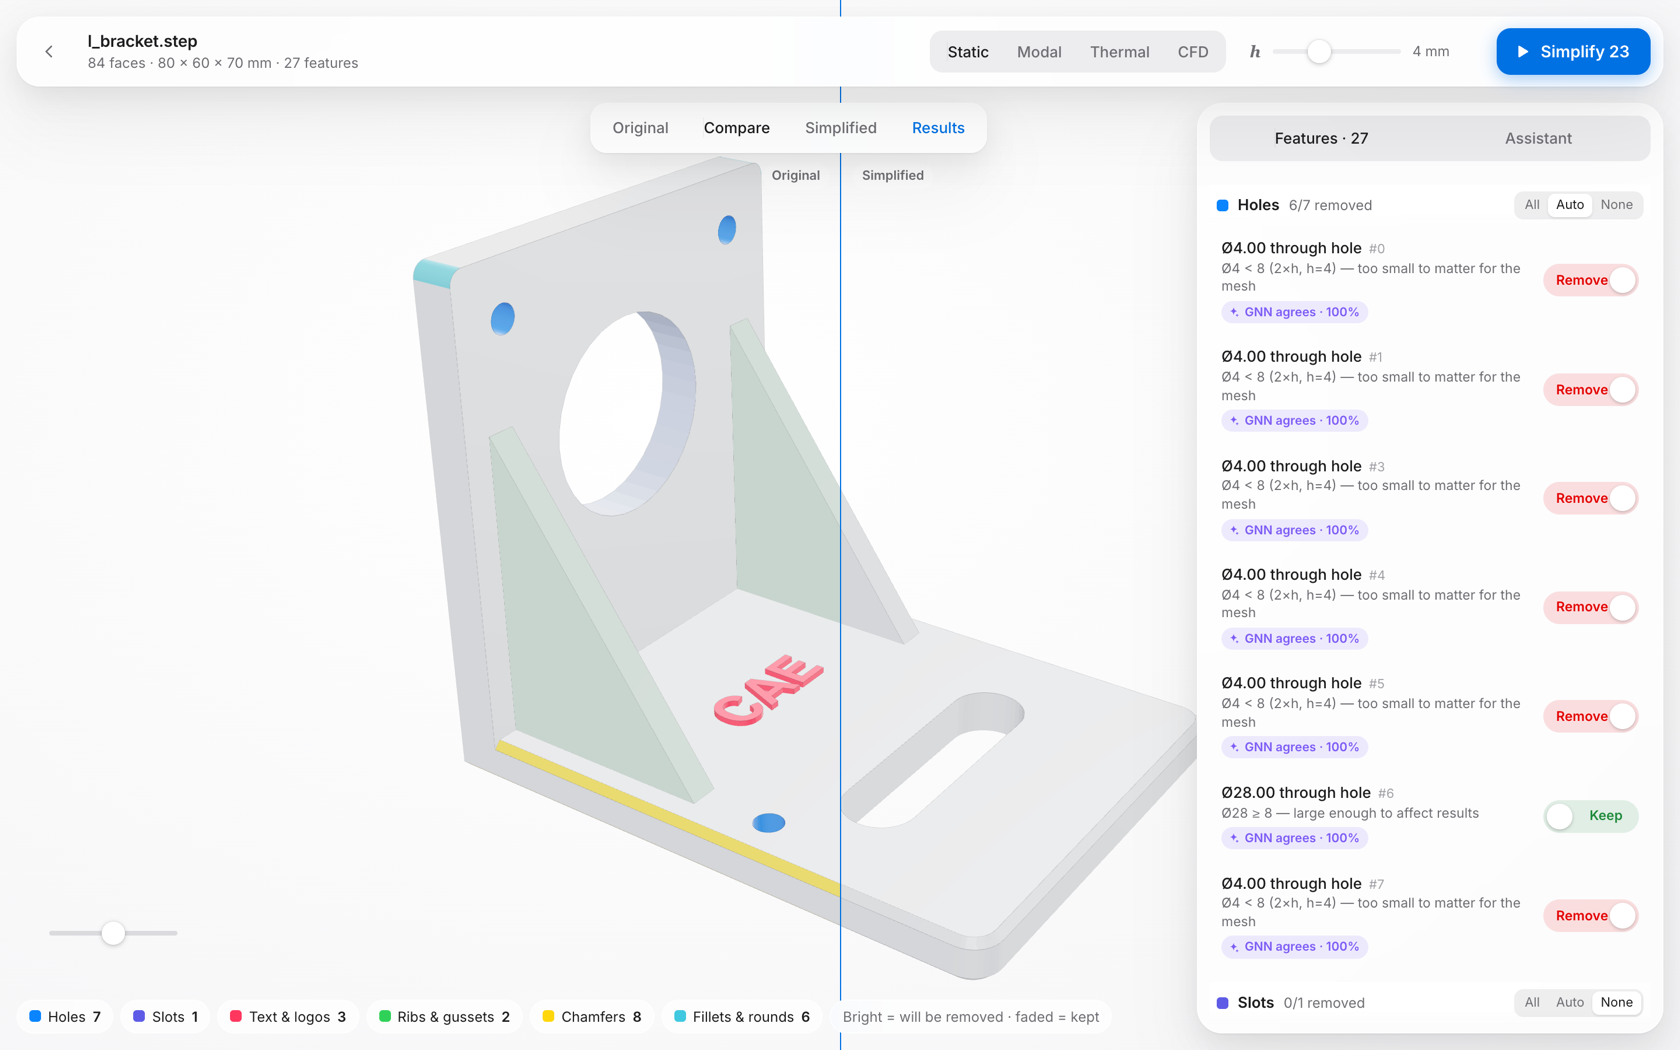 l_bracket.step
84 faces · 80 × 60 × 70 mm · 27 features
Static Modal Thermal CFD
h 4 mm
Simplify 23
Original Compare Simplified Results
Original Simplified
Features · 27 Assistant
Holes 6/7 removed All Auto None
Ø4.00 through hole #0
Ø4 < 8 (2×h, h=4) — too small to matter for the
mesh
GNN agrees · 100%
Remove
Ø4.00 through hole #1
Ø4 < 8 (2×h, h=4) — too small to matter for the
mesh
GNN agrees · 100%
Remove
Ø4.00 through hole #3
Ø4 < 8 (2×h, h=4) — too small to matter for the
mesh
GNN agrees · 100%
Remove
Ø4.00 through hole #4
Ø4 < 8 (2×h, h=4) — too small to matter for the
mesh
GNN agrees · 100%
Remove
Ø4.00 through hole #5
Ø4 < 8 (2×h, h=4) — too small to matter for the
mesh
GNN agrees · 100%
Remove
Ø28.00 through hole #6
Ø28 ≥ 8 — large enough to affect results
GNN agrees · 100%
Keep
Ø4.00 through hole #7
Ø4 < 8 (2×h, h=4) — too small to matter for the
mesh
GNN agrees · 100%
Remove
Slots 0/1 removed All Auto None
CAE
Holes 7 Slots 1 Text & logos 3 Ribs & gussets 2 Chamfers 8 Fillets & rounds 6 Bright = will be removed · faded = kept